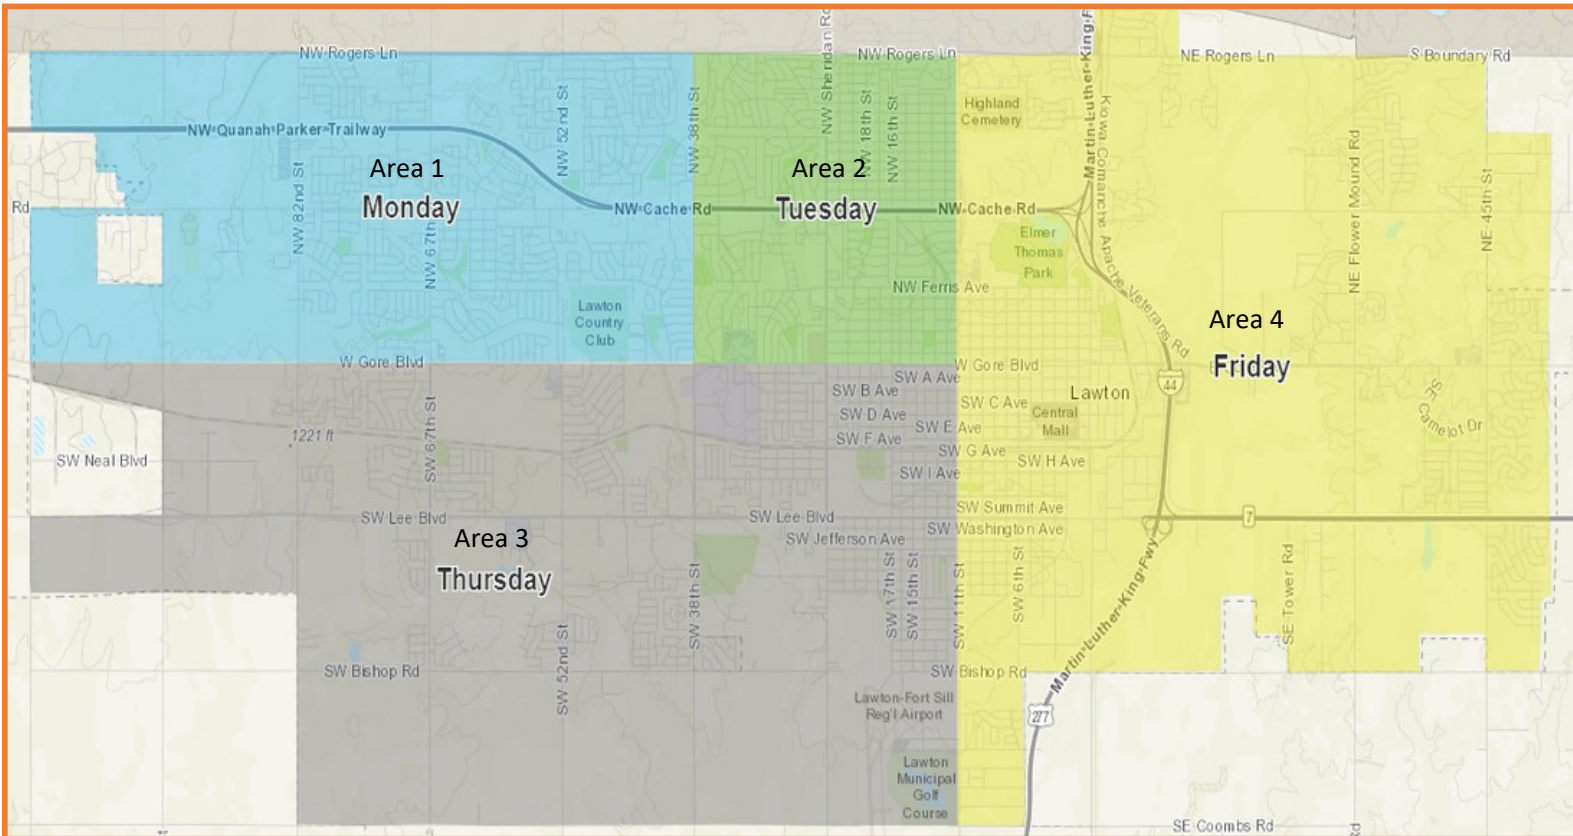 NW Rogers Ln
NW Sheridan Rd
NW Rogers Ln
Martin Luther King F
NE Rogers Ln
S Boundary Rd
NW 52nd St
NW 38th St
NW 18th St
NW 16th St
Highland
Cemetery
Kiowa Comanche Apache Veterans Rd
NE Flower Mound Rd
NE 45th St
NW Quanah Parker Trailway
Area 1
Monday
Area 2
Tuesday
Rd
NW 82nd St
NW 67th St
NW Cache Rd
NW Cache Rd
Elmer
Thomas
Park
NW Ferris Ave
Lawton
Country
Club
Area 4
Friday
W Gore Blvd
W Gore Blvd
44
SW A Ave
SW B Ave
SW C Ave
Lawton
SW D Ave
Central
Mall
SW E Ave
SW F Ave
SW G Ave
SW H Ave
SW I Ave
SE Camelot Dr
1221 ft
SW Neal Blvd
SW 67th St
SW Lee Blvd
SW Lee Blvd
SW Summit Ave
SW Washington Ave
7
SW Jefferson Ave
Area 3
Thursday
SW 38th St
SW 17th St
SW 15th St
SW 11th St
SW 6th St
Martin Luther King Fwy
SE Tower Rd
SW 52nd St
SW Bishop Rd
SW Bishop Rd
Lawton-Fort Sill
Reg'l Airport
277
Lawton
Municipal
Golf
Course
SE Coombs Rd
Rd